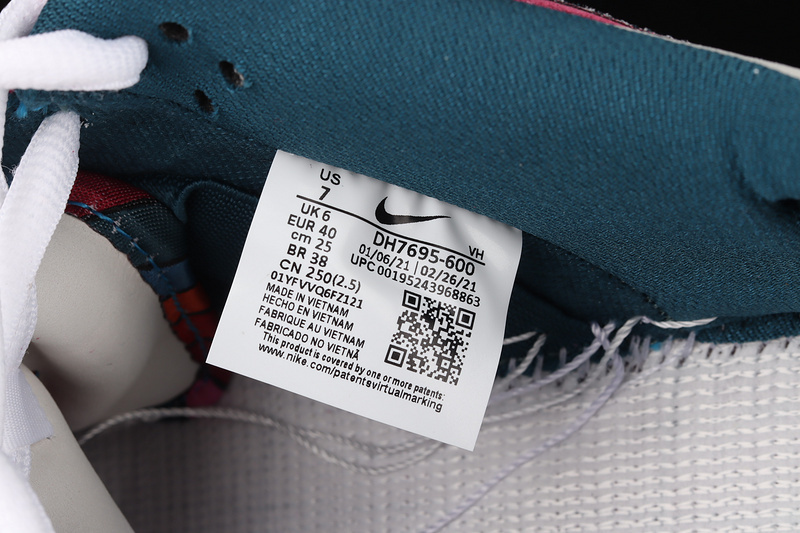 US
7
UK 6
EUR 40
cm 25
BR 38
CN 250(2.5)
DH7695-600 VH
01/06/21 | 02/26/21
UPC 00195243968863
01YFVVQ6FZ121
MADE IN VIETNAM
HECHO EN VIETNAM
FABRIQUE AU VIETNAM
FABRICADO NO VIETNÃ
This product is covered by one or more patents:
www.nike.com/patentsvirtualmarking